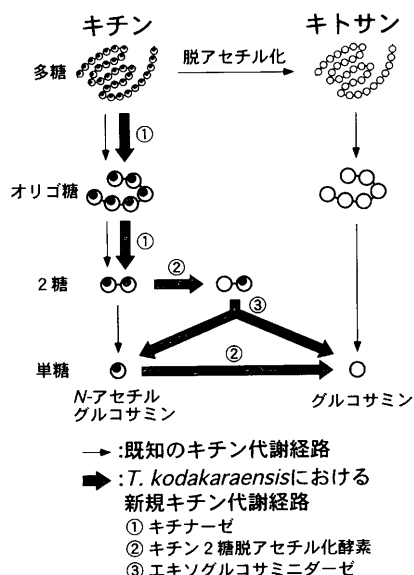 キチン
キトサン
多糖
脱アセチル化
①
オリゴ糖
①
2糖
②
③
単糖
②
N-アセチル
グルコサミン
グルコサミン
→:既知のキチン代謝経路
➡:T. kodakaraensisにおける
新規キチン代謝経路
① キチナーゼ
② キチン2糖脱アセチル化酵素
③ エキソグルコサミニダーゼ